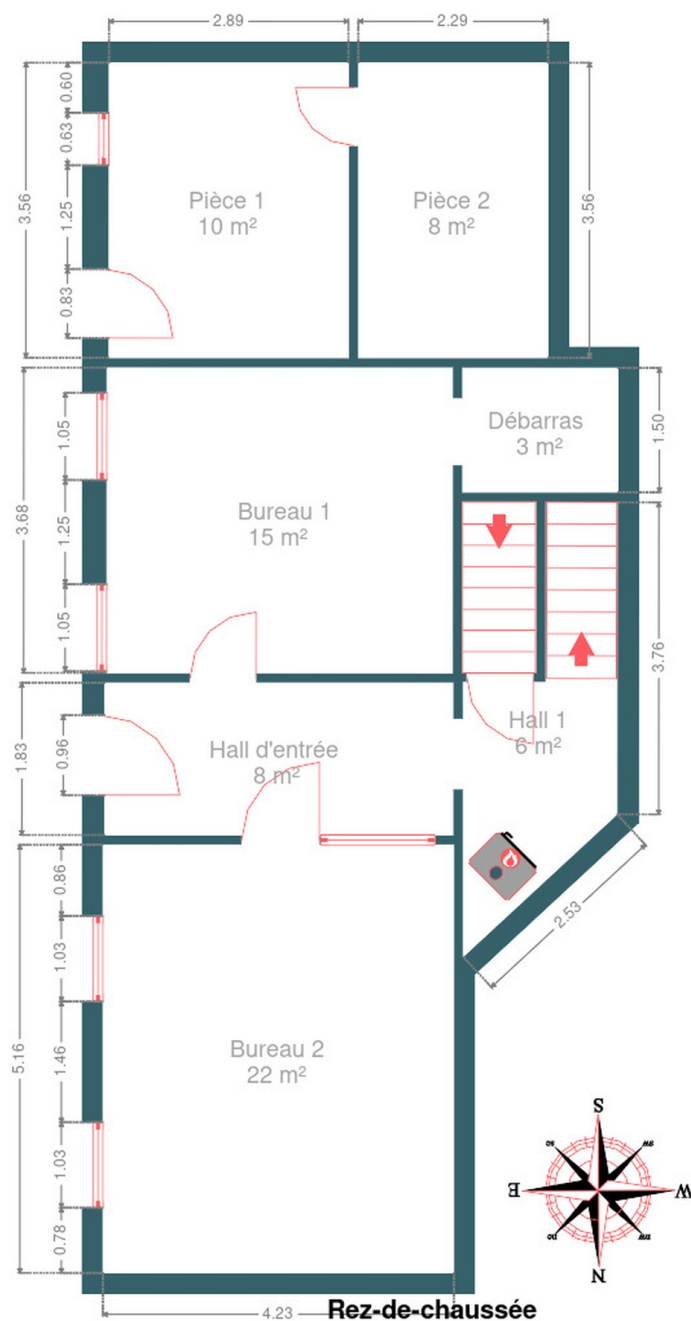 2.89
2.29
0.60
0.63
3.56
1.25
0.83
3.56
Pièce 1
10 m²
Pièce 2
8 m²
1.05
3.68
1.25
1.05
Bureau 1
15 m²
Débarras
3 m²
1.50
3.76
1.83
0.96
Hall d'entrée
8 m²
Hall 1
6 m²
2.53
0.86
1.03
5.16
1.46
1.03
0.78
Bureau 2
22 m²
S
E
W
N
4.23
Rez-de-chaussée